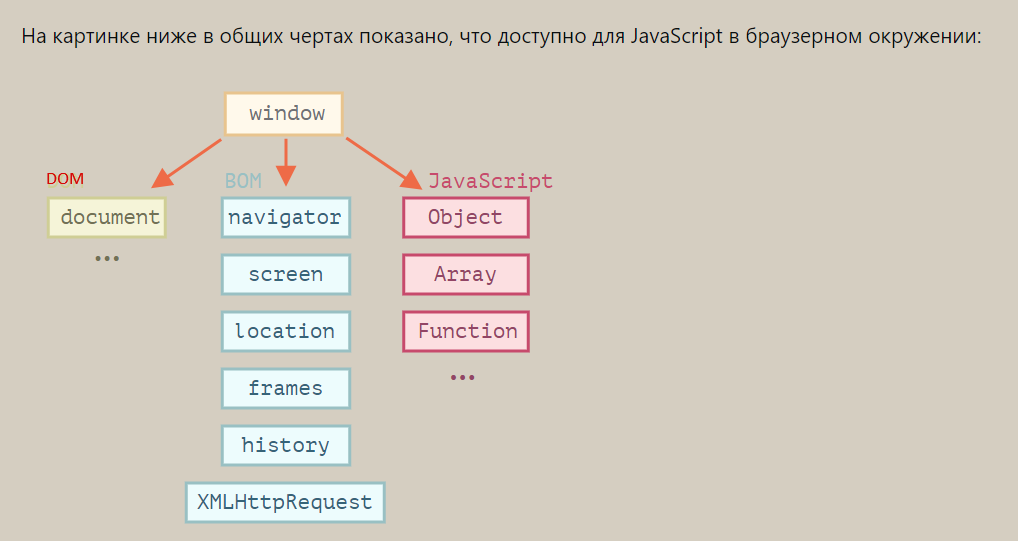 На картинке ниже в общих чертах показано, что доступно для JavaScript в браузерном окружении:
window
DOM
document
...
BOM
navigator
screen
location
frames
history
XMLHttpRequest
JavaScript
Object
Array
Function
...